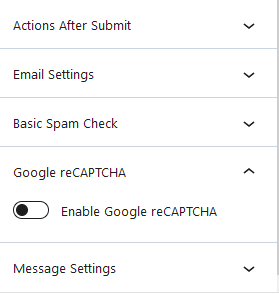 Actions After Submit
Email Settings
Basic Spam Check
Google reCAPTCHA
Enable Google reCAPTCHA
Message Settings